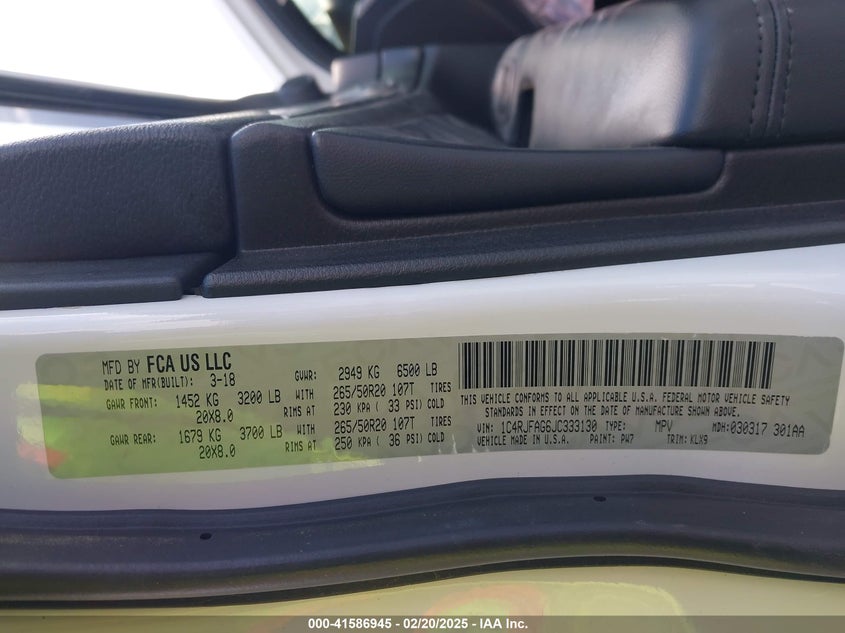 MFD BY FCA US LLC
DATE OF MFR(BUILT): 3-18 GVWR: 2949 KG 6500 LB
GAWR FRONT: 1452 KG 3200 LB WITH 265/50R20 107T TIRES
20X8.0 RIMS AT 230 KPA ( 33 PSI) COLD
GAWR REAR: 1679 KG 3700 LB WITH 265/50R20 107T TIRES
20X8.0 RIMS AT 250 KPA ( 36 PSI) COLD
THIS VEHICLE CONFORMS TO ALL APPLICABLE U.S.A. FEDERAL MOTOR VEHICLE SAFETY
STANDARDS IN EFFECT ON THE DATE OF MANUFACTURE SHOWN ABOVE.
VIN: 1C4RJFAG6JC333130 TYPE: MPV MDH:030317 301AA
VEHICLE MADE IN U.S.A. PAINT: PW7 TRIM: KLX9
000-41586945 — 02/20/2025 — IAA Inc.